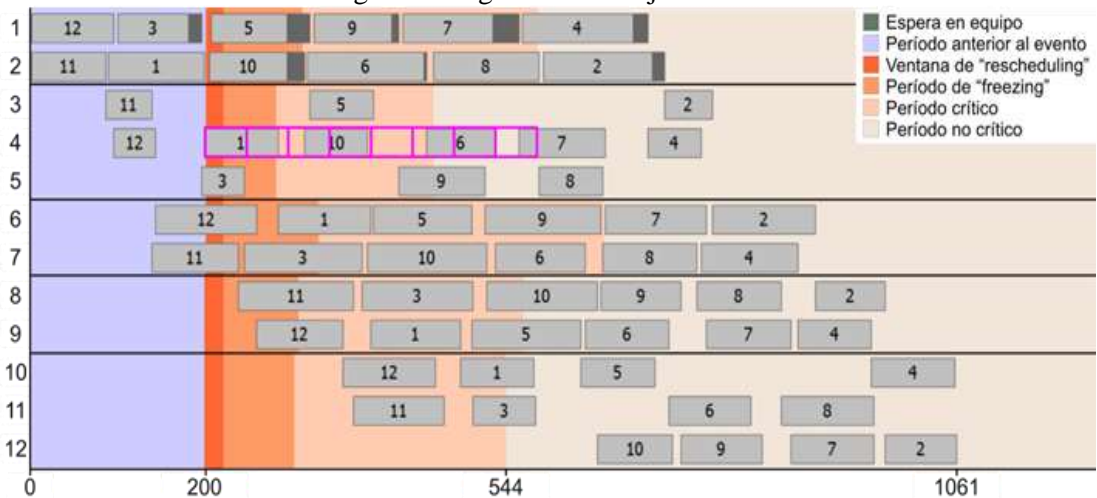 1 12 3 5 9 7 4
2 11 1 10 6 8 2
3 11 5 2
4 12 1 10 6 7 4
5 3 9 8
6 12 1 5 9 7 2
7 11 3 10 6 8 4
8 11 3 10 9 8 2
9 12 1 5 6 7 4
10 12 1 5 4
11 11 3 6 8
12 10 9 7 2
0 200 544 1061
Espera en equipo
Período anterior al evento
Ventana de “rescheduling”
Período de “freezing”
Período crítico
Período no crítico